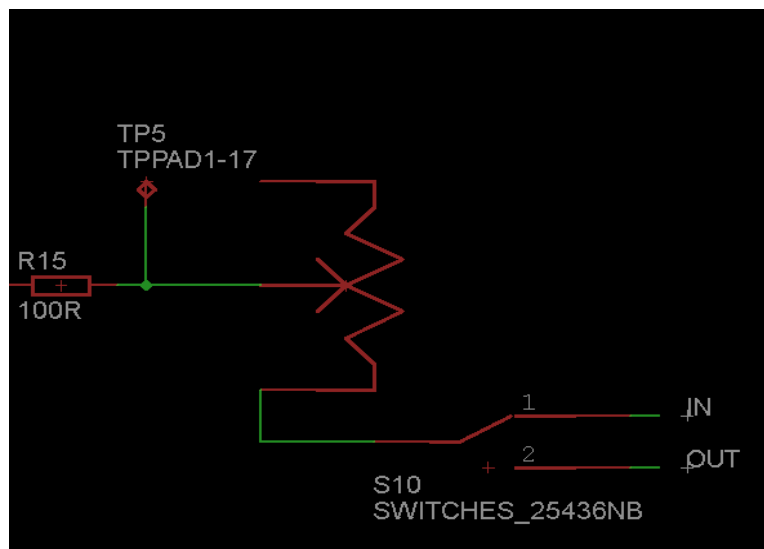 TP5
TPPAD1-17
R15
100R
1
IN
2
OUT
S10
SWITCHES_25436NB